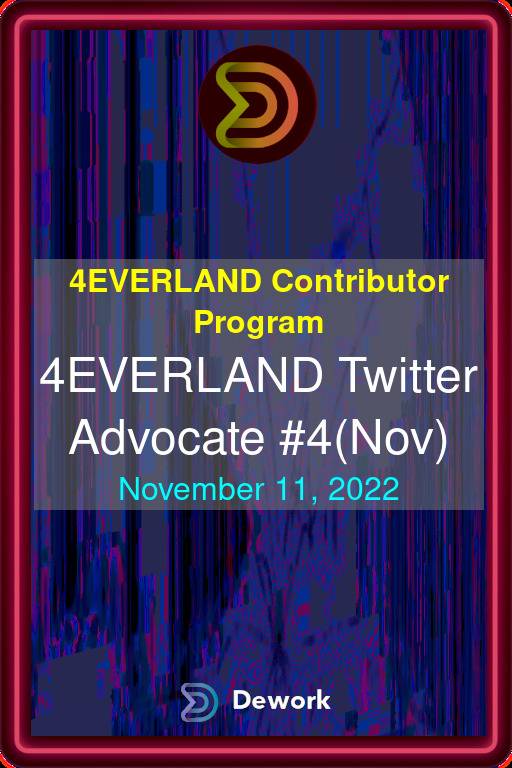 4EVERLAND Contributor
Program
4EVERLAND Twitter
Advocate #4(Nov)
November 11, 2022
Dework